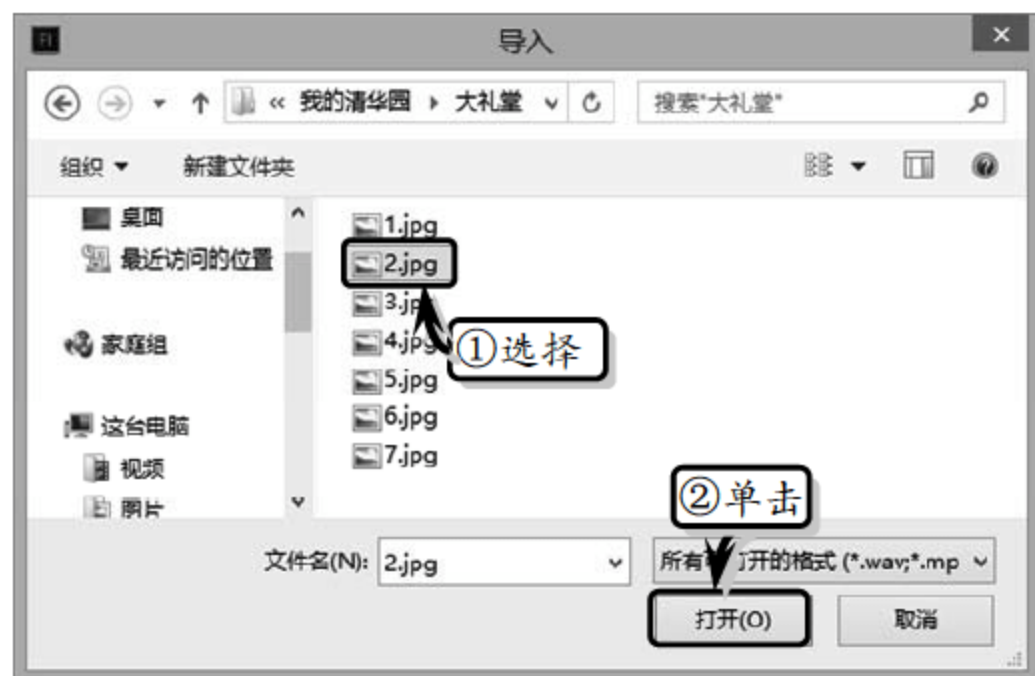 Fl 导入
« 我的清华园 大礼堂 搜索"大礼堂"
组织 新建文件夹
桌面
最近访问的位置
家庭组
这台电脑
视频
图片
1.jpg
2.jpg
3.jp
4.jpg
5.jpg
6.jpg
7.jpg
①选择
②单击
文件名(N): 2.jpg 所有 打开的格式 (*.wav;*.mp
打开(O) 取消